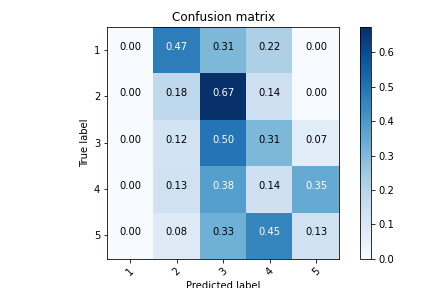 Confusion matrix
True label
1 0.00 0.47 0.31 0.22 0.00
2 0.00 0.18 0.67 0.14 0.00
3 0.00 0.12 0.50 0.31 0.07
4 0.00 0.13 0.38 0.14 0.35
5 0.00 0.08 0.33 0.45 0.13
1 2 3 4 5
Predicted label
0.6
0.5
0.4
0.3
0.2
0.1
0.0